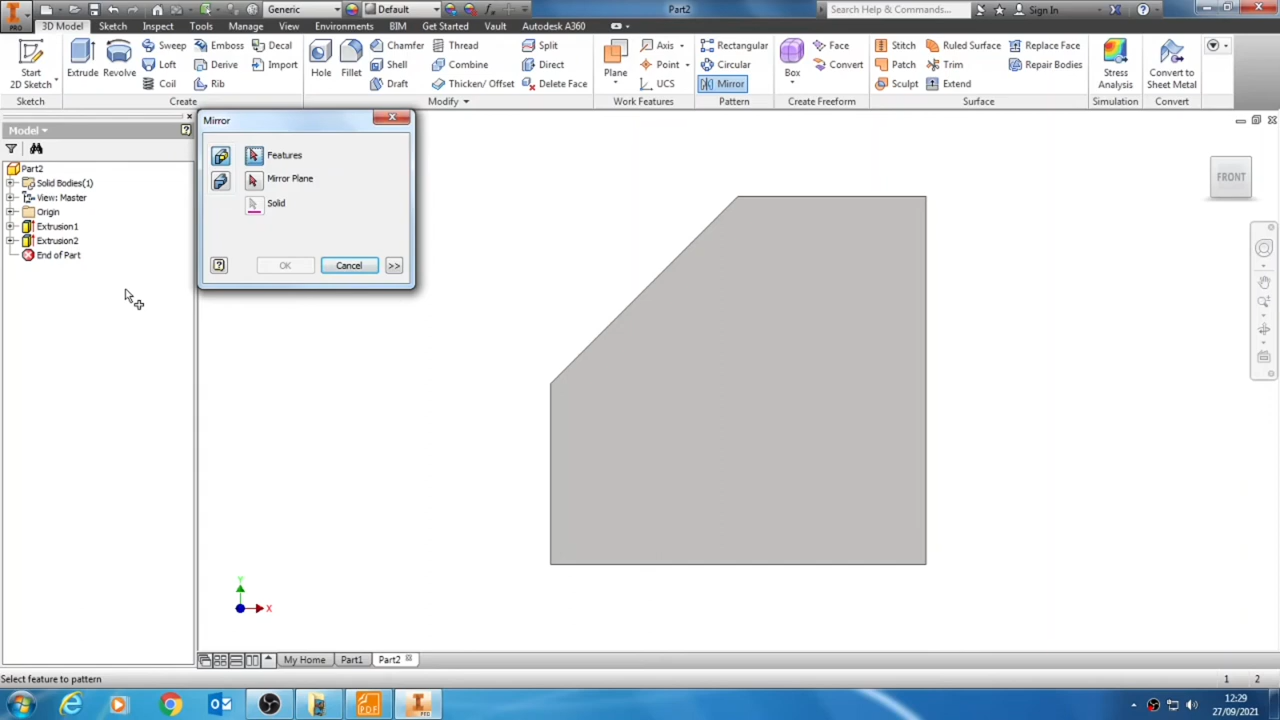 Generic
Default
Part2
Search Help & Commands...
Sign In
PRO
3D Model
Sketch
Inspect
Tools
Manage
View
Environments
BIM
Get Started
Vault
Autodesk A360
Start
2D Sketch
Extrude
Revolve
Sweep
Loft
Coil
Emboss
Derive
Rib
Decal
Import
Hole
Fillet
Chamfer
Shell
Draft
Thread
Combine
Thicken/ Offset
Split
Direct
Delete Face
Plane
Axis
Point
UCS
Rectangular
Circular
Mirror
Box
Face
Convert
Stitch
Patch
Sculpt
Ruled Surface
Trim
Extend
Replace Face
Repair Bodies
Stress
Analysis
Convert to
Sheet Metal
Sketch
Create
Modify
Work Features
Pattern
Create Freeform
Surface
Simulation
Convert
Model
Part2
Solid Bodies(1)
View: Master
Origin
Extrusion1
Extrusion2
End of Part
Mirror
Features
Mirror Plane
Solid
OK
Cancel
>>
FRONT
Y
X
My Home
Part1
Part2
Select feature to pattern
1
2
PDF
PRO
12:29
27/09/2021